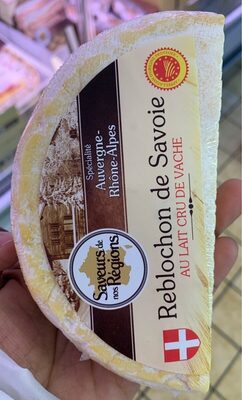 Spécialité
Auvergne-
Rhône-Alpes
Saveurs de
nos Régions
Reblochon de Savoie
AU LAIT CRU DE VACHE